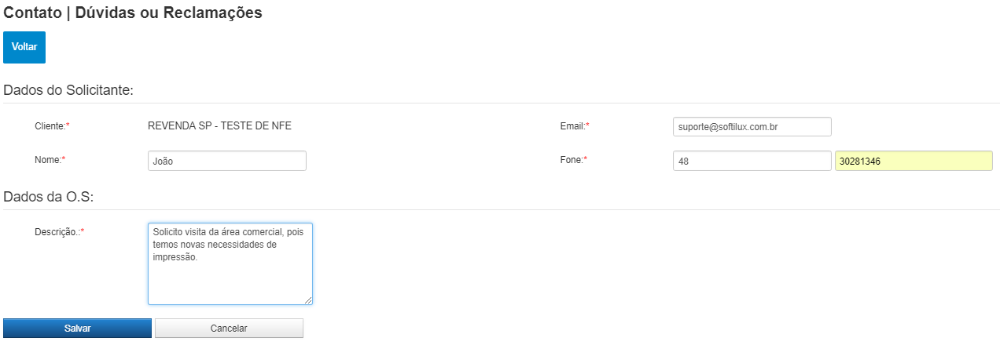 Contato | Dúvidas ou Reclamações
Voltar
Dados do Solicitante:
Cliente:* REVENDA SP - TESTE DE NFE Email:* suporte@softilux.com.br
Nome:* João Fone:* 48 30281346
Dados da O.S:
Descrição.:* Solicito visita da área comercial, pois
temos novas necessidades de
impressão.
Salvar Cancelar